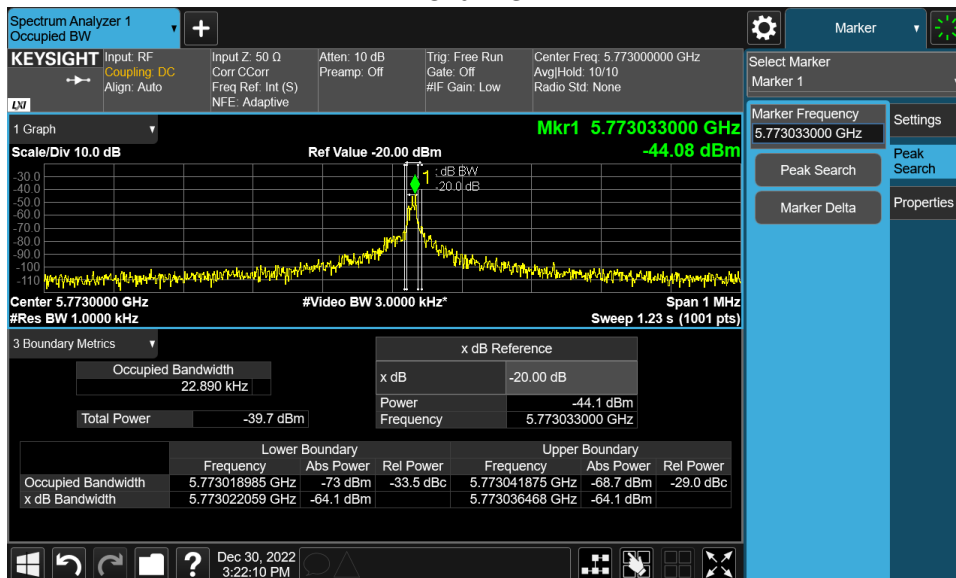 Spectrum Analyzer 1
Occupied BW
Marker
KEYSIGHT
Input: RF
Coupling: DC
Align: Auto
LXI
Input Z: 50 Ω
Corr CCorr
Freq Ref: Int (S)
NFE: Adaptive
Atten: 10 dB
Preamp: Off
Trig: Free Run
Gate: Off
#IF Gain: Low
Center Freq: 5.773000000 GHz
Avg|Hold: 10/10
Radio Std: None
Select Marker
Marker 1
Marker Frequency
5.773033000 GHz
Peak Search
Marker Delta
Settings
Peak
Search
Properties
1 Graph
Mkr1 5.773033000 GHz
Scale/Div 10.0 dB
Ref Value -20.00 dBm
-44.08 dBm
1
dB BW
-20.0 dB
-30.0
-40.0
-50.0
-60.0
-70.0
-80.0
-90.0
-100
-110
Center 5.7730000 GHz
#Video BW 3.0000 kHz*
Span 1 MHz
#Res BW 1.0000 kHz
Sweep 1.23 s (1001 pts)
3 Boundary Metrics
Occupied Bandwidth
22.890 kHz
Total Power -39.7 dBm
x dB Reference
x dB -20.00 dB
Power -44.1 dBm
Frequency 5.773033000 GHz
Lower Boundary Upper Boundary
Frequency Abs Power Rel Power Frequency Abs Power Rel Power
Occupied Bandwidth 5.773018985 GHz -73 dBm -33.5 dBc 5.773041875 GHz -68.7 dBm -29.0 dBc
x dB Bandwidth 5.773022059 GHz -64.1 dBm 5.773036468 GHz -64.1 dBm
?
Dec 30, 2022
3:22:10 PM